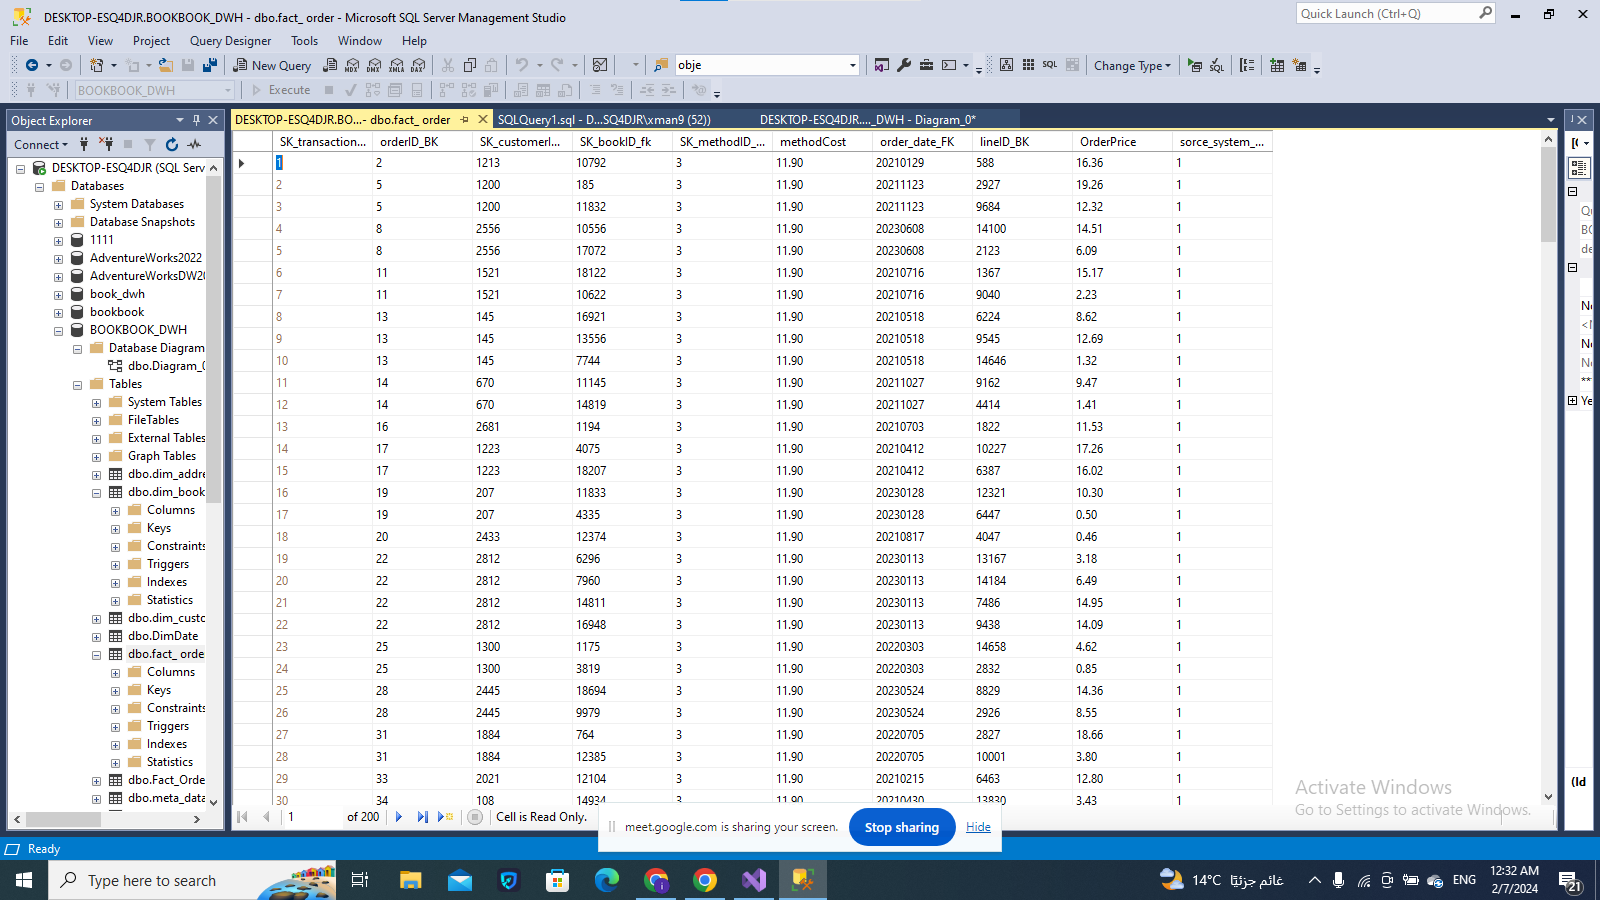 DESKTOP-ESQ4DJR.BOOKBOOK_DWH - dbo.fact_ order - Microsoft SQL Server Management Studio
Quick Launch (Ctrl+Q)
File Edit View Project Query Designer Tools Window Help
New Query MDX DMX XMLA DAX obje SQL Change Type
BOOKBOOK_DWH Execute
Object Explorer
Connect
DESKTOP-ESQ4DJR (SQL Serv
Databases
System Databases
Database Snapshots
1111
AdventureWorks2022
AdventureWorksDW20
book_dwh
bookbook
BOOKBOOK_DWH
Database Diagram
dbo.Diagram_0
Tables
System Tables
FileTables
External Tables
Graph Tables
dbo.dim_addre
dbo.dim_book
Columns
Keys
Constraints
Triggers
Indexes
Statistics
dbo.dim_custo
dbo.DimDate
dbo.fact_ orde
Columns
Keys
Constraints
Triggers
Indexes
Statistics
dbo.Fact_Orde
dbo.meta_data
DESKTOP-ESQ4DJR.BO...- dbo.fact_ order SQLQuery1.sql - D...SQ4DJR\xman9 (52)) DESKTOP-ESQ4DJR...._DWH - Diagram_0*
SK_transaction... orderID_BK SK_customerI... SK_bookID_fk SK_methodID_... methodCost order_date_FK lineID_BK OrderPrice sorce_system_...
1 2 1213 10792 3 11.90 20210129 588 16.36 1
2 5 1200 185 3 11.90 20211123 2927 19.26 1
3 5 1200 11832 3 11.90 20211123 9684 12.32 1
4 8 2556 10556 3 11.90 20230608 14100 14.51 1
5 8 2556 17072 3 11.90 20230608 2123 6.09 1
6 11 1521 18122 3 11.90 20210716 1367 15.17 1
7 11 1521 10622 3 11.90 20210716 9040 2.23 1
8 13 145 16921 3 11.90 20210518 6224 8.62 1
9 13 145 13556 3 11.90 20210518 9545 12.69 1
10 13 145 7744 3 11.90 20210518 14646 1.32 1
11 14 670 11145 3 11.90 20211027 9162 9.47 1
12 14 670 14819 3 11.90 20211027 4414 1.41 1
13 16 2681 1194 3 11.90 20210703 1822 11.53 1
14 17 1223 4075 3 11.90 20210412 10227 17.26 1
15 17 1223 18207 3 11.90 20210412 6387 16.02 1
16 19 207 11833 3 11.90 20230128 12321 10.30 1
17 19 207 4335 3 11.90 20230128 6447 0.50 1
18 20 2433 12374 3 11.90 20210817 4047 0.46 1
19 22 2812 6296 3 11.90 20230113 13167 3.18 1
20 22 2812 7960 3 11.90 20230113 14184 6.49 1
21 22 2812 14811 3 11.90 20230113 7486 14.95 1
22 22 2812 16948 3 11.90 20230113 9438 14.09 1
23 25 1300 1175 3 11.90 20220303 14658 4.62 1
24 25 1300 3819 3 11.90 20220303 2832 0.85 1
25 28 2445 18694 3 11.90 20230524 8829 14.36 1
26 28 2445 9979 3 11.90 20230524 2926 8.55 1
27 31 1884 764 3 11.90 20220705 2827 18.66 1
28 31 1884 12385 3 11.90 20220705 10001 3.80 1
29 33 2021 12104 3 11.90 20210215 6463 12.80 1
30 34 108 14934 3 11.90 20210430 13830 3.43 1
1 of 200 Cell is Read Only.
Activate Windows
Go to Settings to activate Windows.
meet.google.com is sharing your screen. Stop sharing Hide
Ready
Type here to search
14°C غائم جزئيًا ENG 12:32 AM
2/7/2024
21